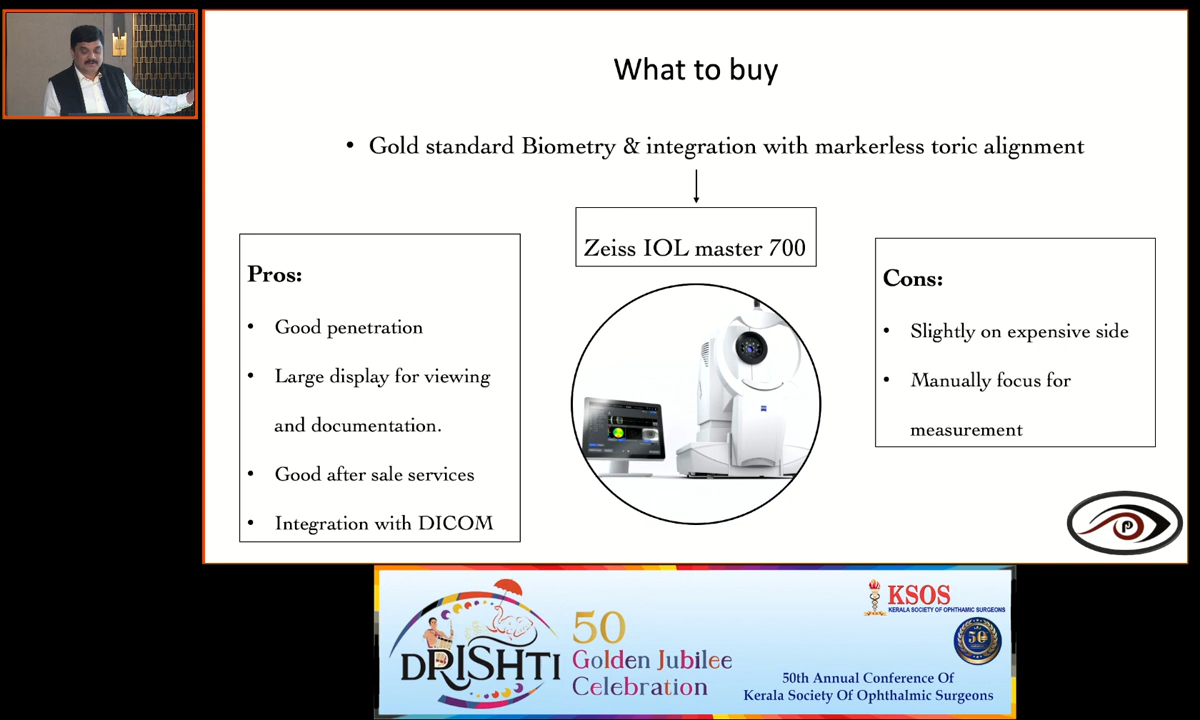 What to buy
• Gold standard Biometry & integration with markerless toric alignment
Zeiss IOL master 700
Pros:
• Good penetration
• Large display for viewing
and documentation.
• Good after sale services
• Integration with DICOM
Cons:
• Slightly on expensive side
• Manually focus for
measurement
DRISHTI
50
Golden Jubilee
Celebration
KSOS
KERALA SOCIETY OF OPHTHAMIC SURGEONS
50
50th Annual Conference Of
Kerala Society Of Ophthalmic Surgeons